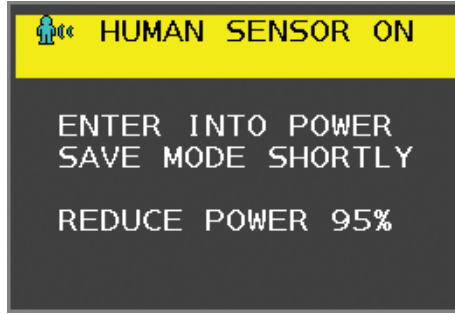 HUMAN SENSOR ON
ENTER INTO POWER
SAVE MODE SHORTLY
REDUCE POWER 95%